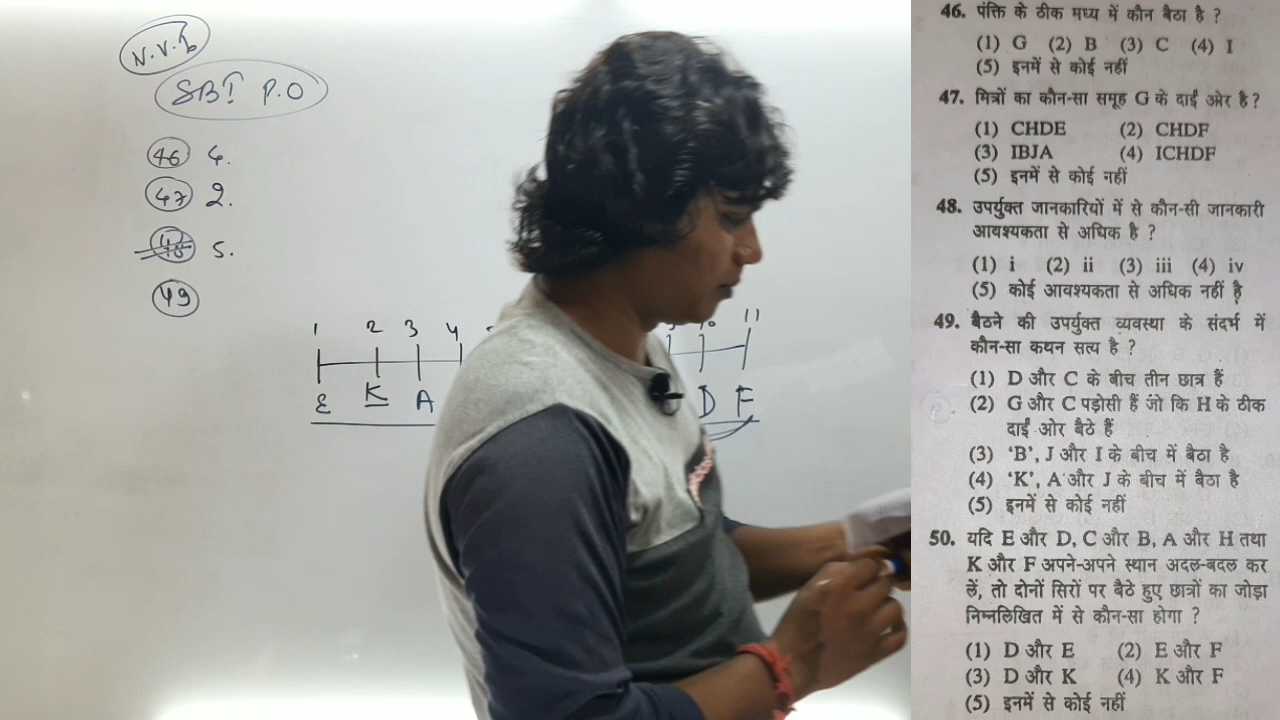 N.V.I
SBI P.O
46 4.
47 2.
48 5.
49
1 2 3 4 10 11
E K A D F
46. पंक्ति के ठीक मध्य में कौन बैठा है ?
(1) G (2) B (3) C (4) I
(5) इनमें से कोई नहीं
47. मित्रों का कौन-सा समूह G के दाईं ओर है ?
(1) CHDE (2) CHDF
(3) IBJA (4) ICHDF
(5) इनमें से कोई नहीं
48. उपर्युक्त जानकारियों में से कौन-सी जानकारी
आवश्यकता से अधिक है ?
(1) i (2) ii (3) iii (4) iv
(5) कोई आवश्यकता से अधिक नहीं है
49. बैठने की उपर्युक्त व्यवस्था के संदर्भ में
कौन-सा कथन सत्य है ?
(1) D और C के बीच तीन छात्र हैं
(2) G और C पड़ोसी हैं जो कि H के ठीक
दाईं ओर बैठे हैं
(3) ‘B’, J और I के बीच में बैठा है
(4) ‘K’, A और J के बीच में बैठा है
(5) इनमें से कोई नहीं
50. यदि E और D, C और B, A और H तथा
K और F अपने-अपने स्थान अदल-बदल कर
लें, तो दोनों सिरों पर बैठे हुए छात्रों का जोड़ा
निम्नलिखित में से कौन-सा होगा ?
(1) D और E (2) E और F
(3) D और K (4) K और F
(5) इनमें से कोई नहीं